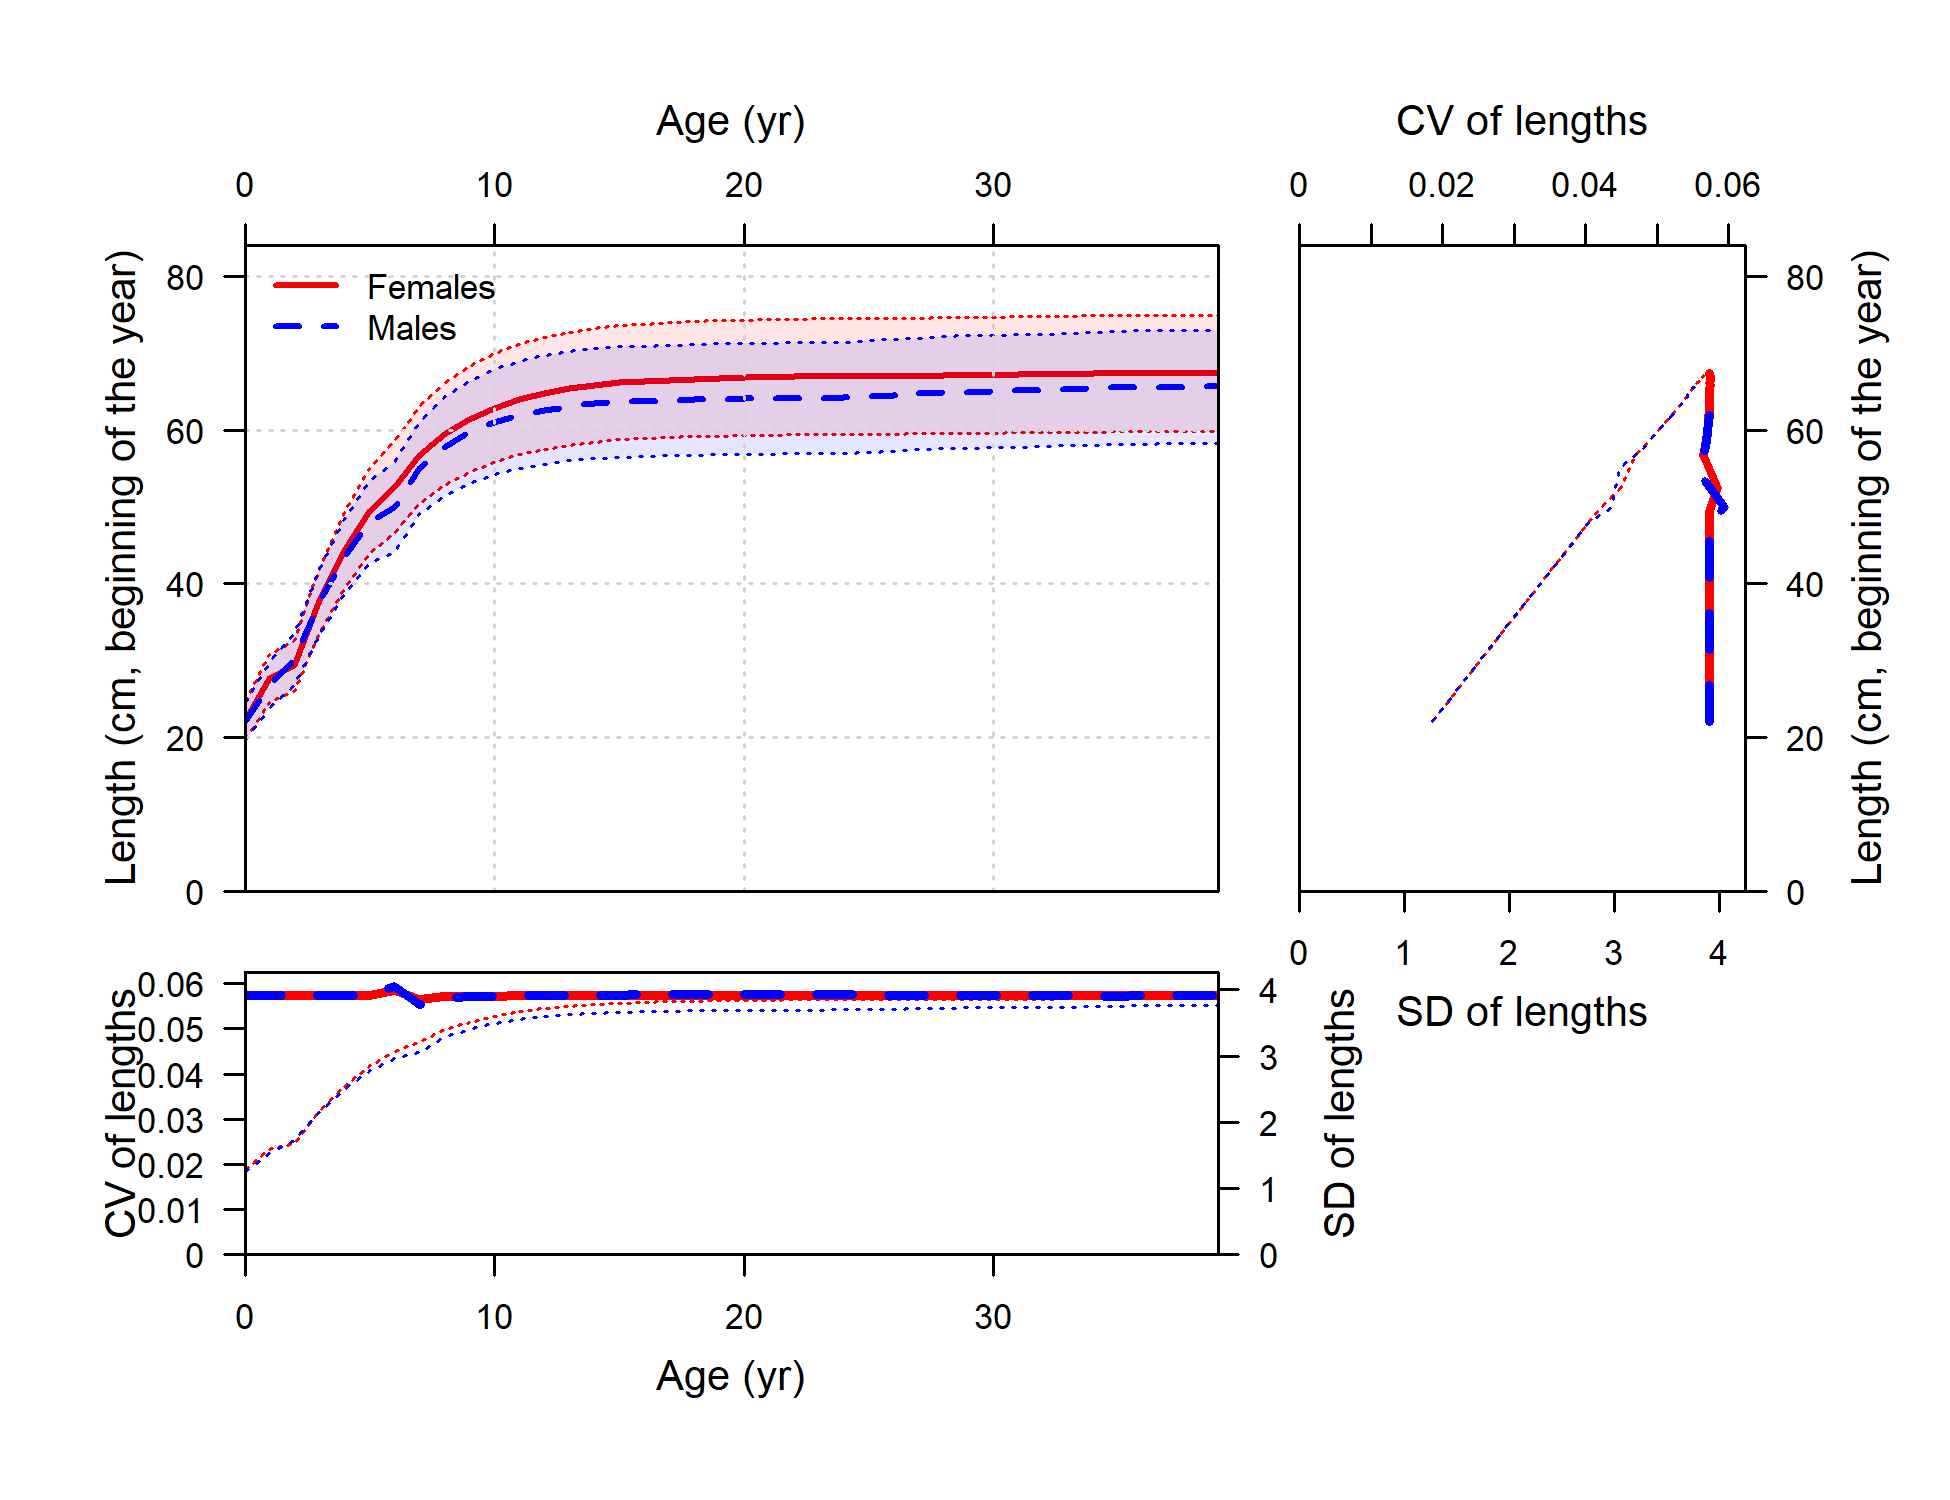 Age (yr)
CV of lengths
0 10 20 30
0 0.02 0.04 0.06
Length (cm, beginning of the year)
80
60
40
20
0
Females
Males
80
60
40
20
0
Length (cm, beginning of the year)
0 1 2 3 4
SD of lengths
CV of lengths
0.06
0.05
0.04
0.03
0.02
0.01
0
4
3
2
1
0
SD of lengths
0 10 20 30
Age (yr)